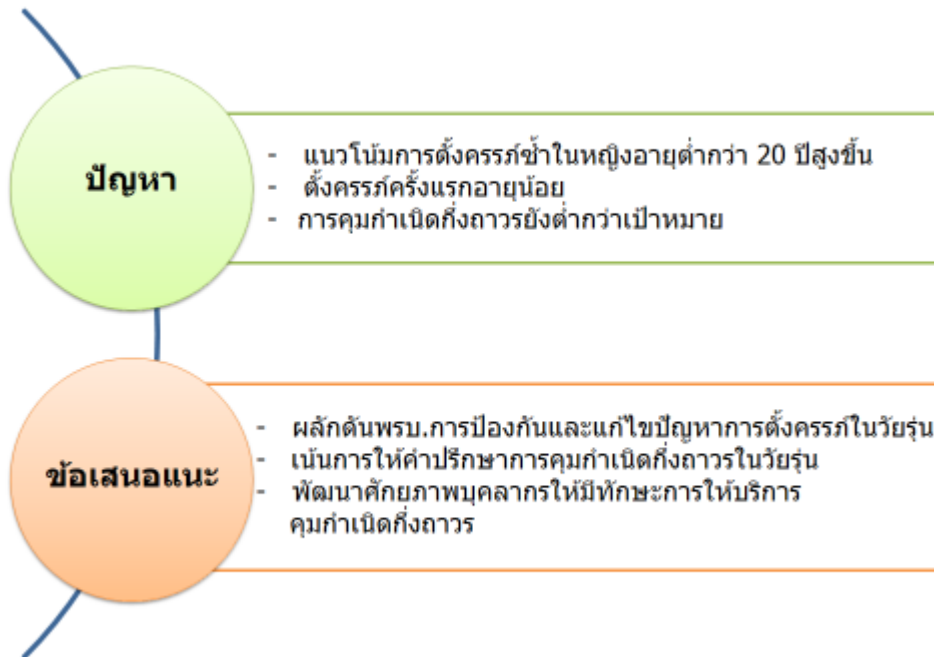 ปัญหา
- แนวโน้มการตั้งครรภ์ซ้ำในหญิงอายุต่ำกว่า 20 ปีสูงขึ้น
- ตั้งครรภ์ครั้งแรกอายุน้อย
- การคุมกำเนิดกึ่งถาวรยังต่ำกว่าเป้าหมาย
ข้อเสนอแนะ
- ผลักดันพรบ.การป้องกันและแก้ไขปัญหาการตั้งครรภ์ในวัยรุ่น
- เน้นการให้คำปรึกษาการคุมกำเนิดกึ่งถาวรในวัยรุ่น
- พัฒนาศักยภาพบุคลากรให้มีทักษะการให้บริการ
คุมกำเนิดกึ่งถาวร